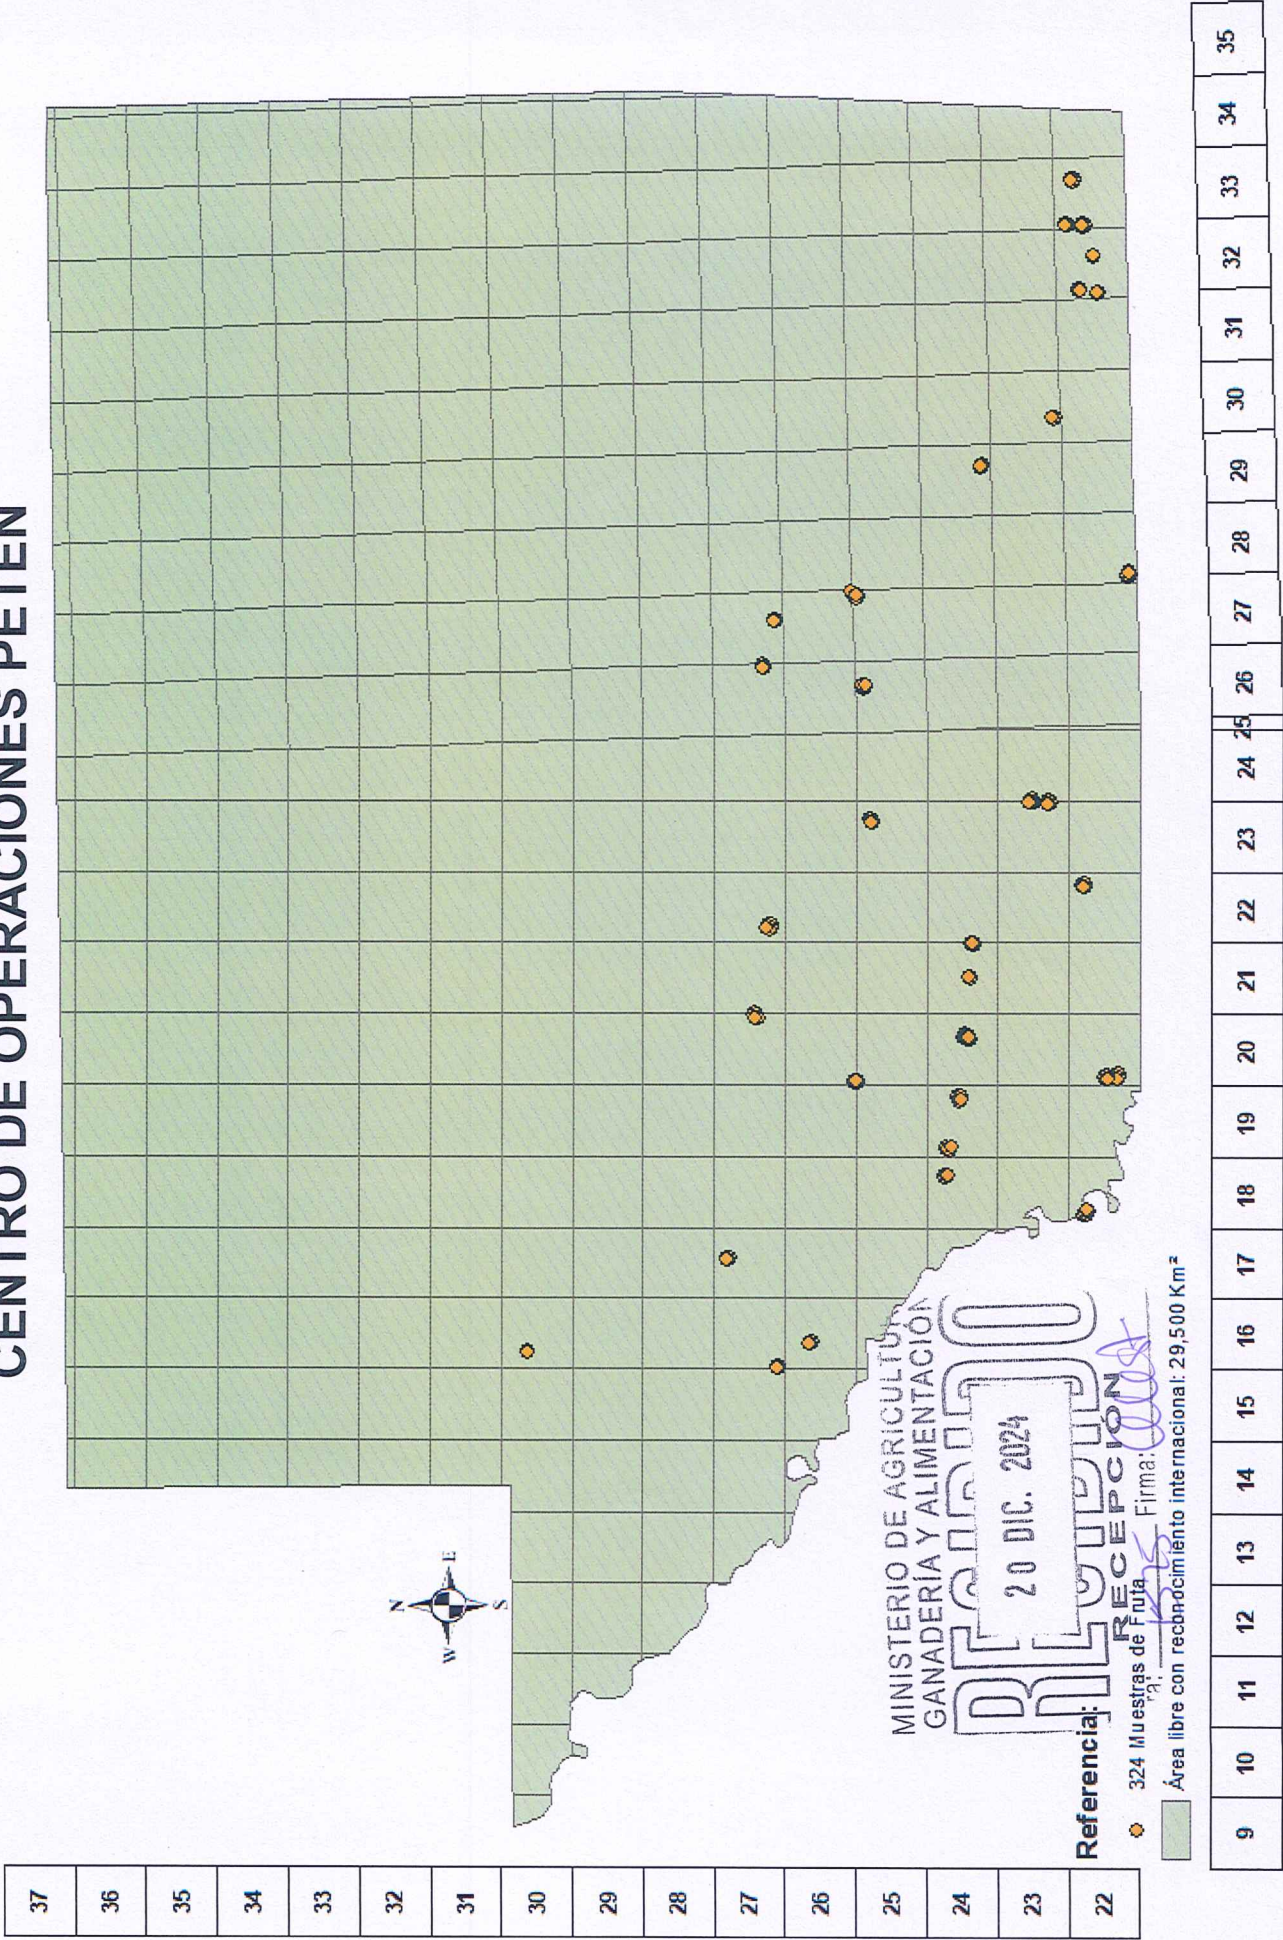 CENTRO DE OPERACIONES PETÉN
37
36
35
34
33
32
31
30
29
28
27
26
25
24
23
22
N
W E
S
MINISTERIO DE AGRICULTU
GANADERÍA Y ALIMENTACIÓN
RECIBIDO
20 DIC. 2024
RECEPCIÓN
Firma:
Referencia:
324 Muestras de Fruta
Área libre con reconocimiento internacional: 29,500 Km²
9 10 11 12 13 14 15 16 17 18 19 20 21 22 23 24 25 26 27 28 29 30 31 32 33 34 35